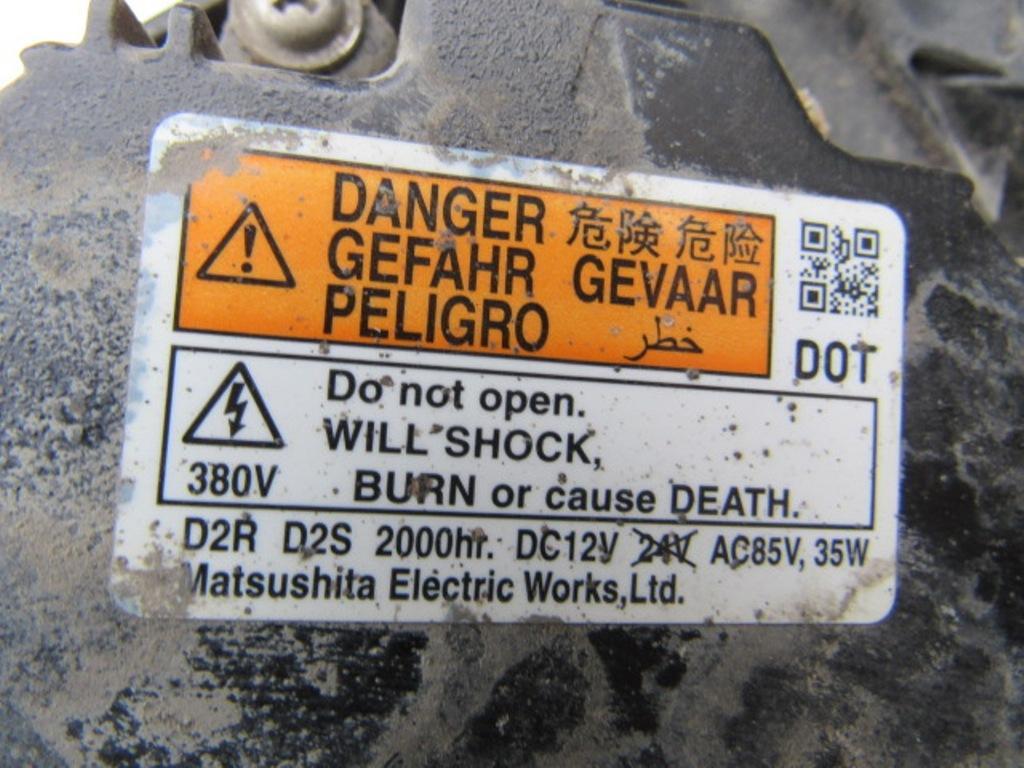 DANGER 危険 危险
GEFAHR GEVAAR
PELIGRO خطر
DOT
Do not open.
WILL SHOCK,
380V BURN or cause DEATH.
D2R D2S 2000hr. DC12V 24V AC85V, 35W
Matsushita Electric Works,Ltd.